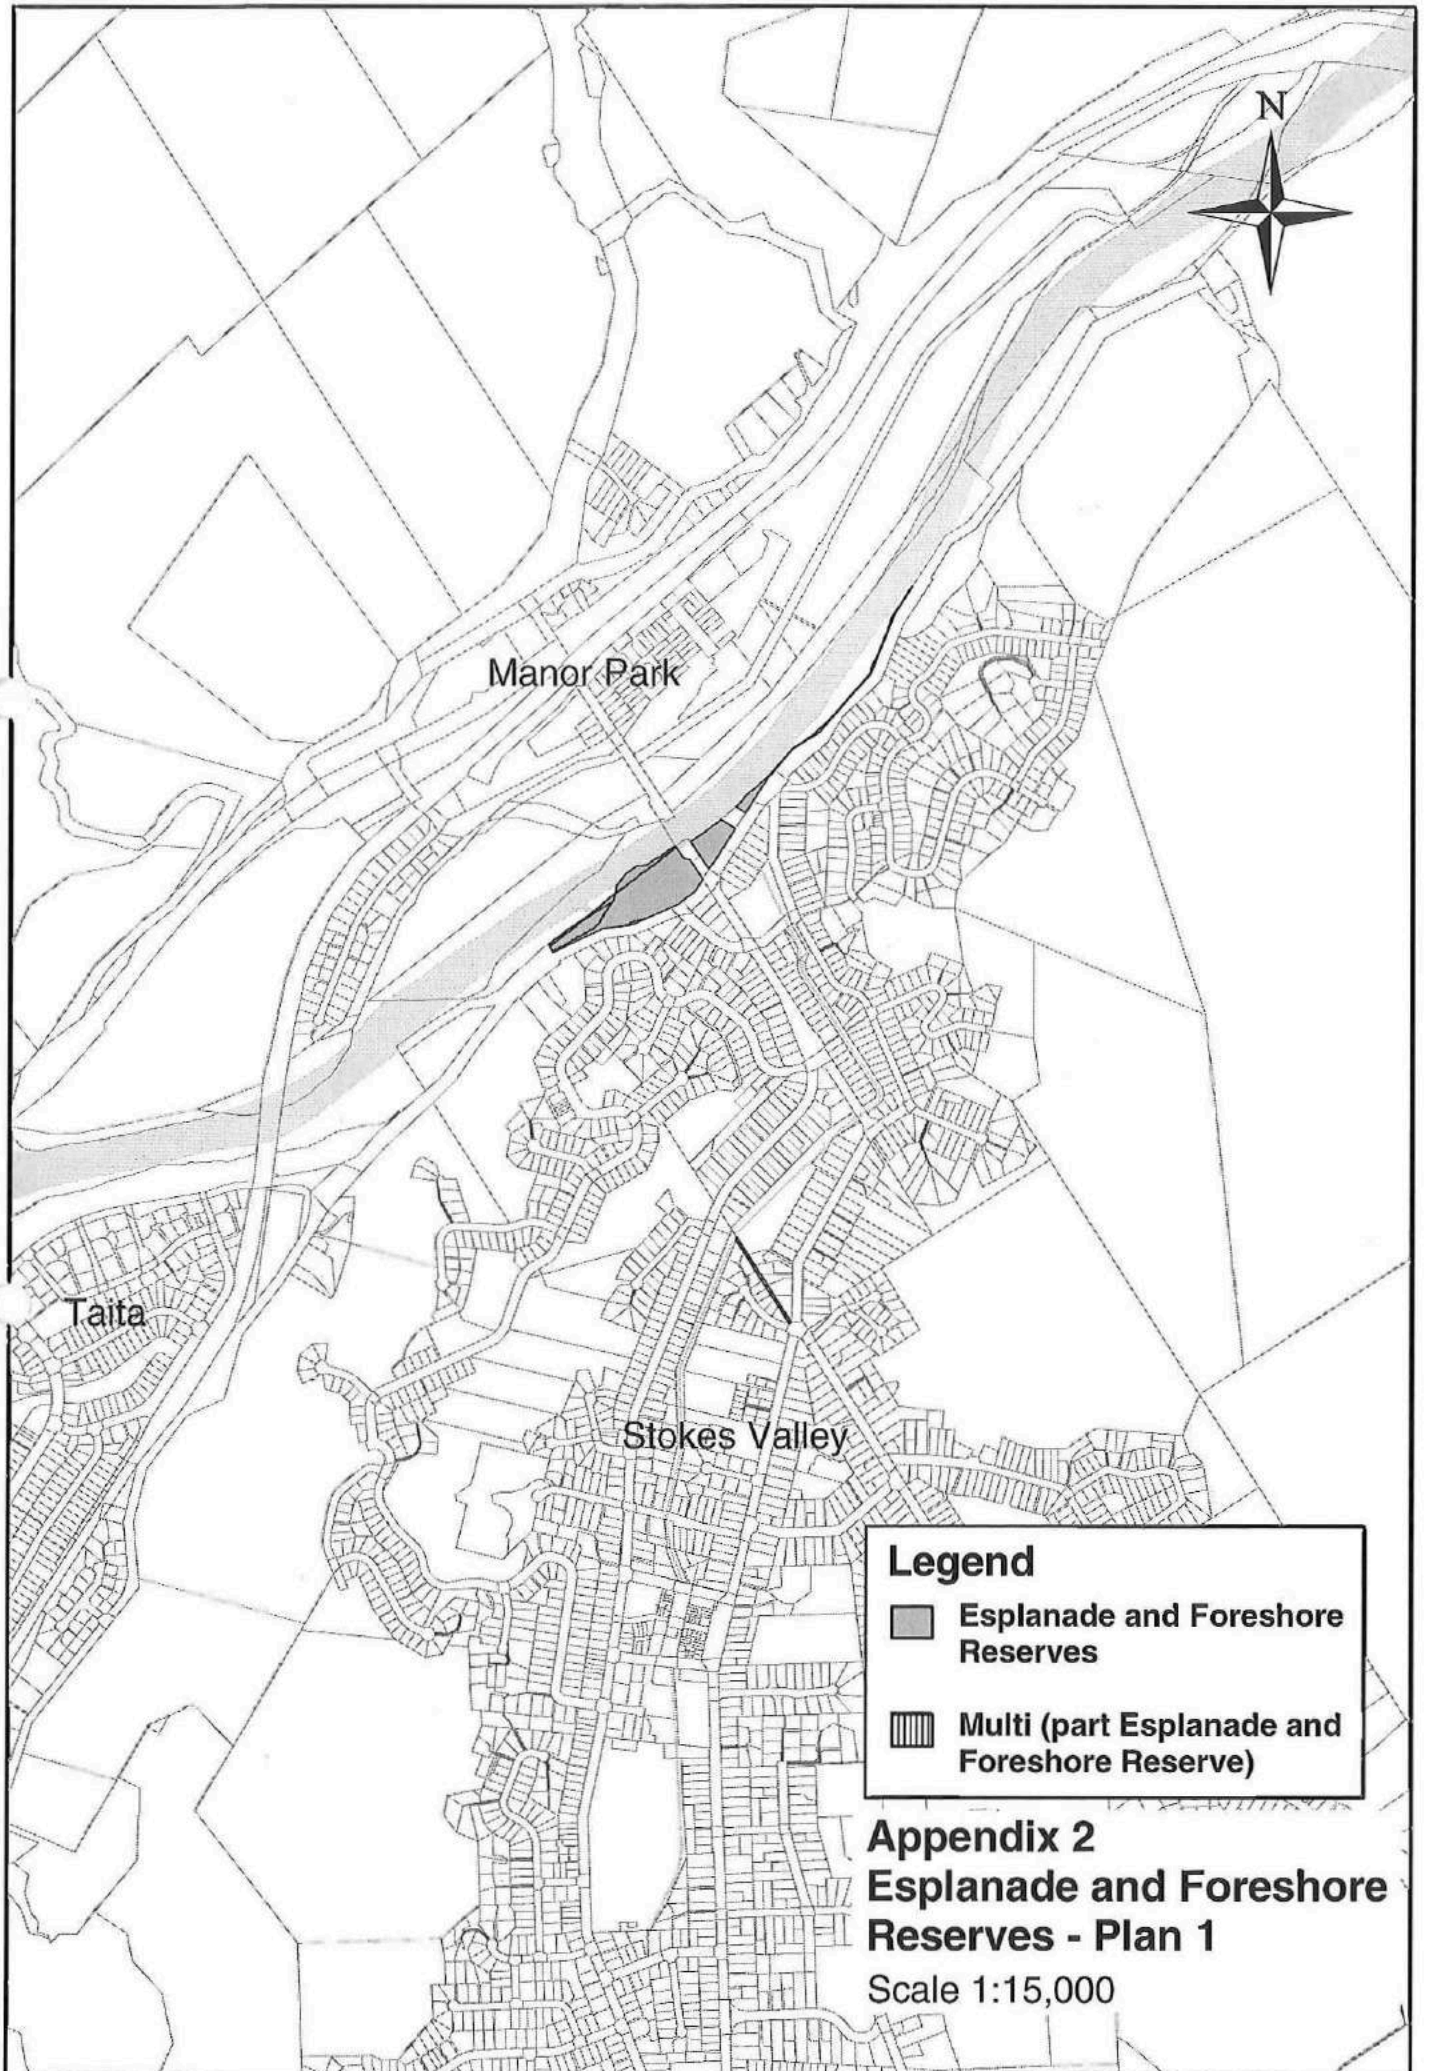 N
Manor Park
Taita
Stokes Valley
Legend
Esplanade and Foreshore
Reserves
Multi (part Esplanade and
Foreshore Reserve)
Appendix 2
Esplanade and Foreshore
Reserves - Plan 1
Scale 1:15,000